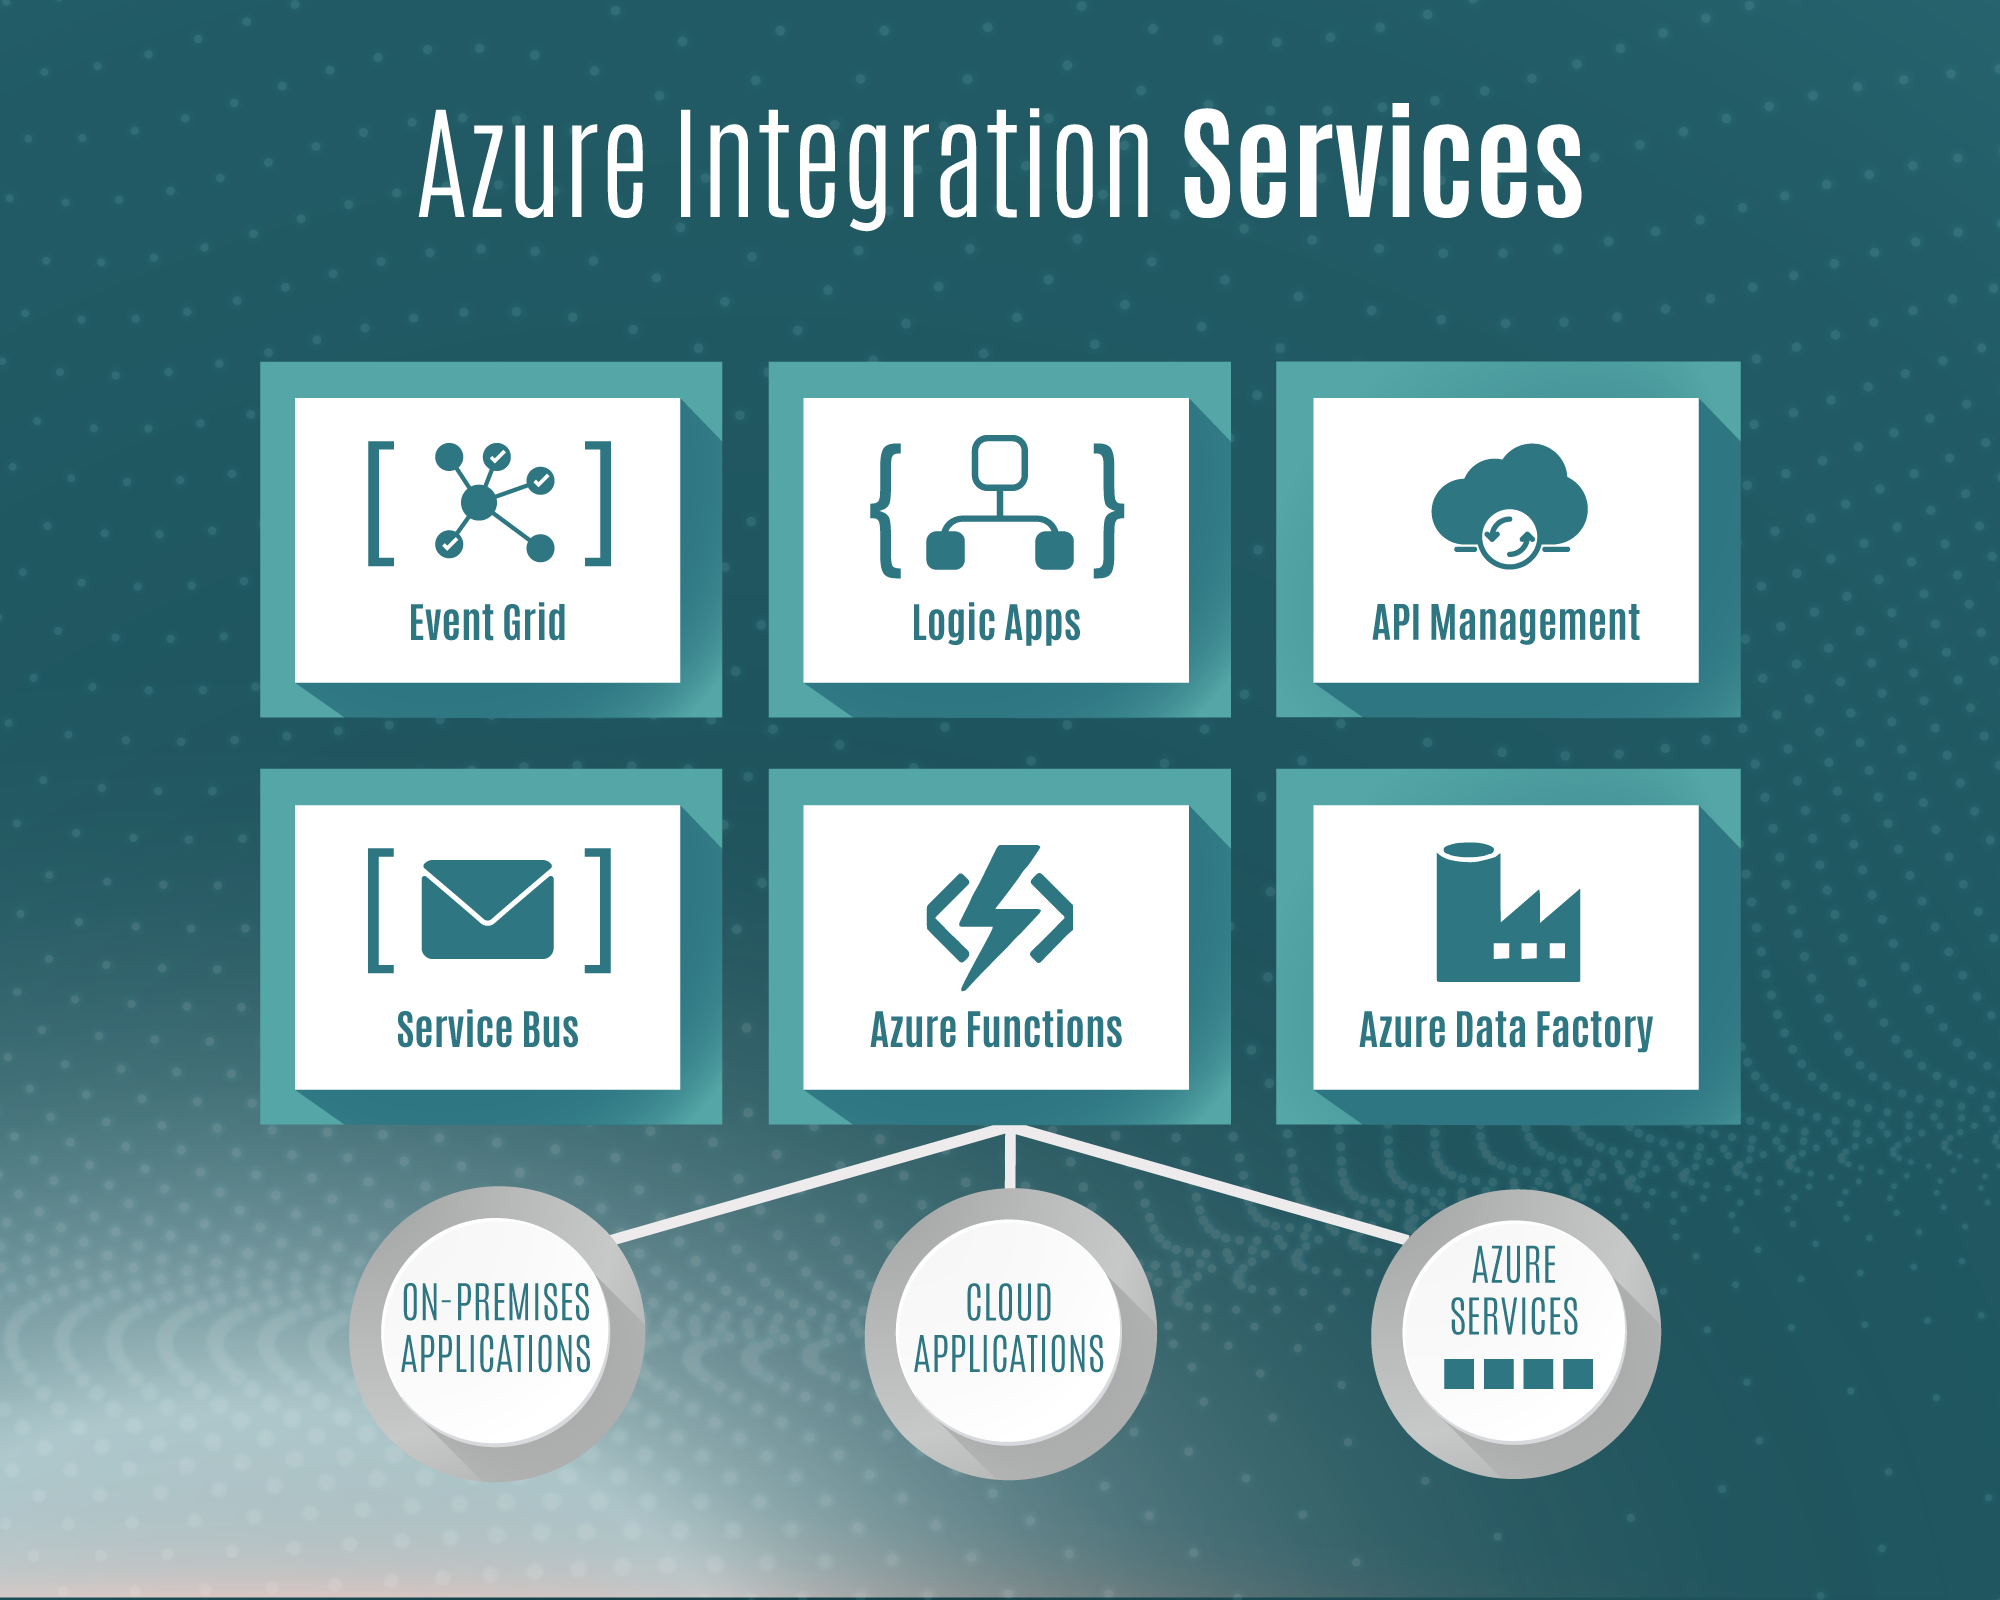 Azure Integration Services
Event Grid
Logic Apps
API Management
Service Bus
Azure Functions
Azure Data Factory
ON-PREMISES
APPLICATIONS
CLOUD
APPLICATIONS
AZURE
SERVICES